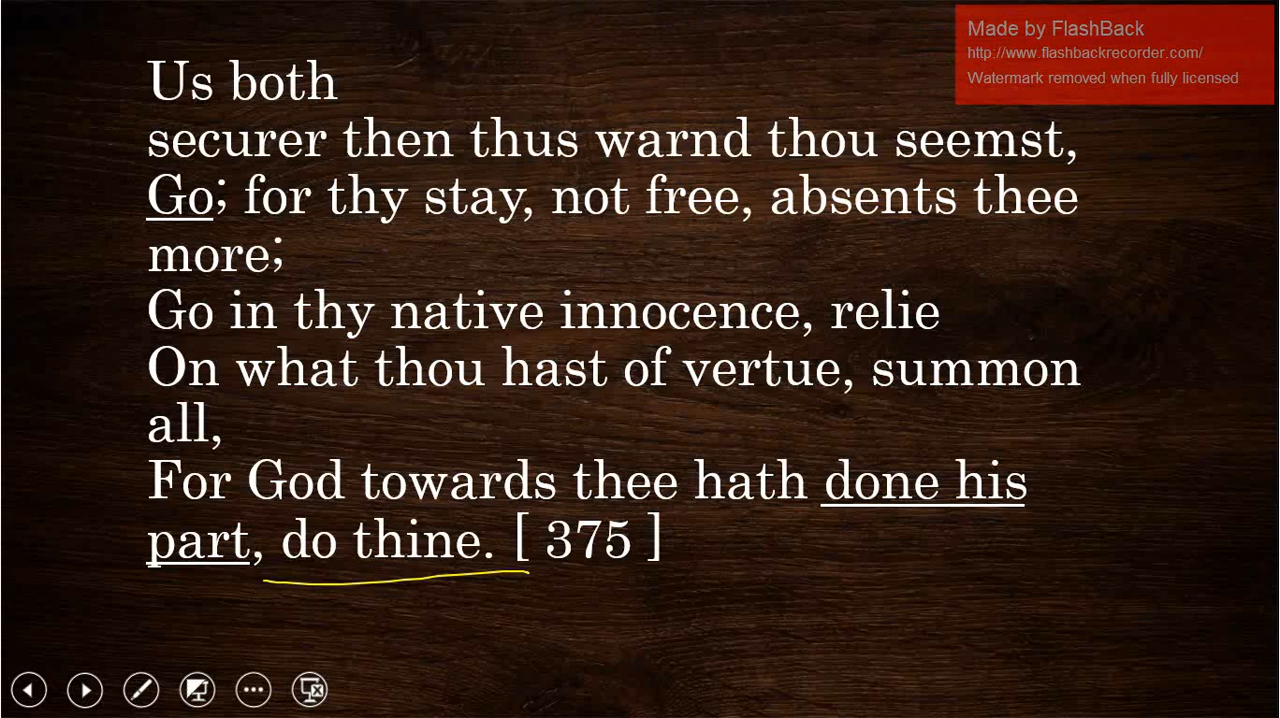 Made by FlashBack
http://www.flashbackrecorder.com/
Watermark removed when fully licensed
Us both
securer then thus warnd thou seemst,
Go; for thy stay, not free, absents thee
more;
Go in thy native innocence, relie
On what thou hast of vertue, summon
all,
For God towards thee hath done his
part, do thine. [ 375 ]